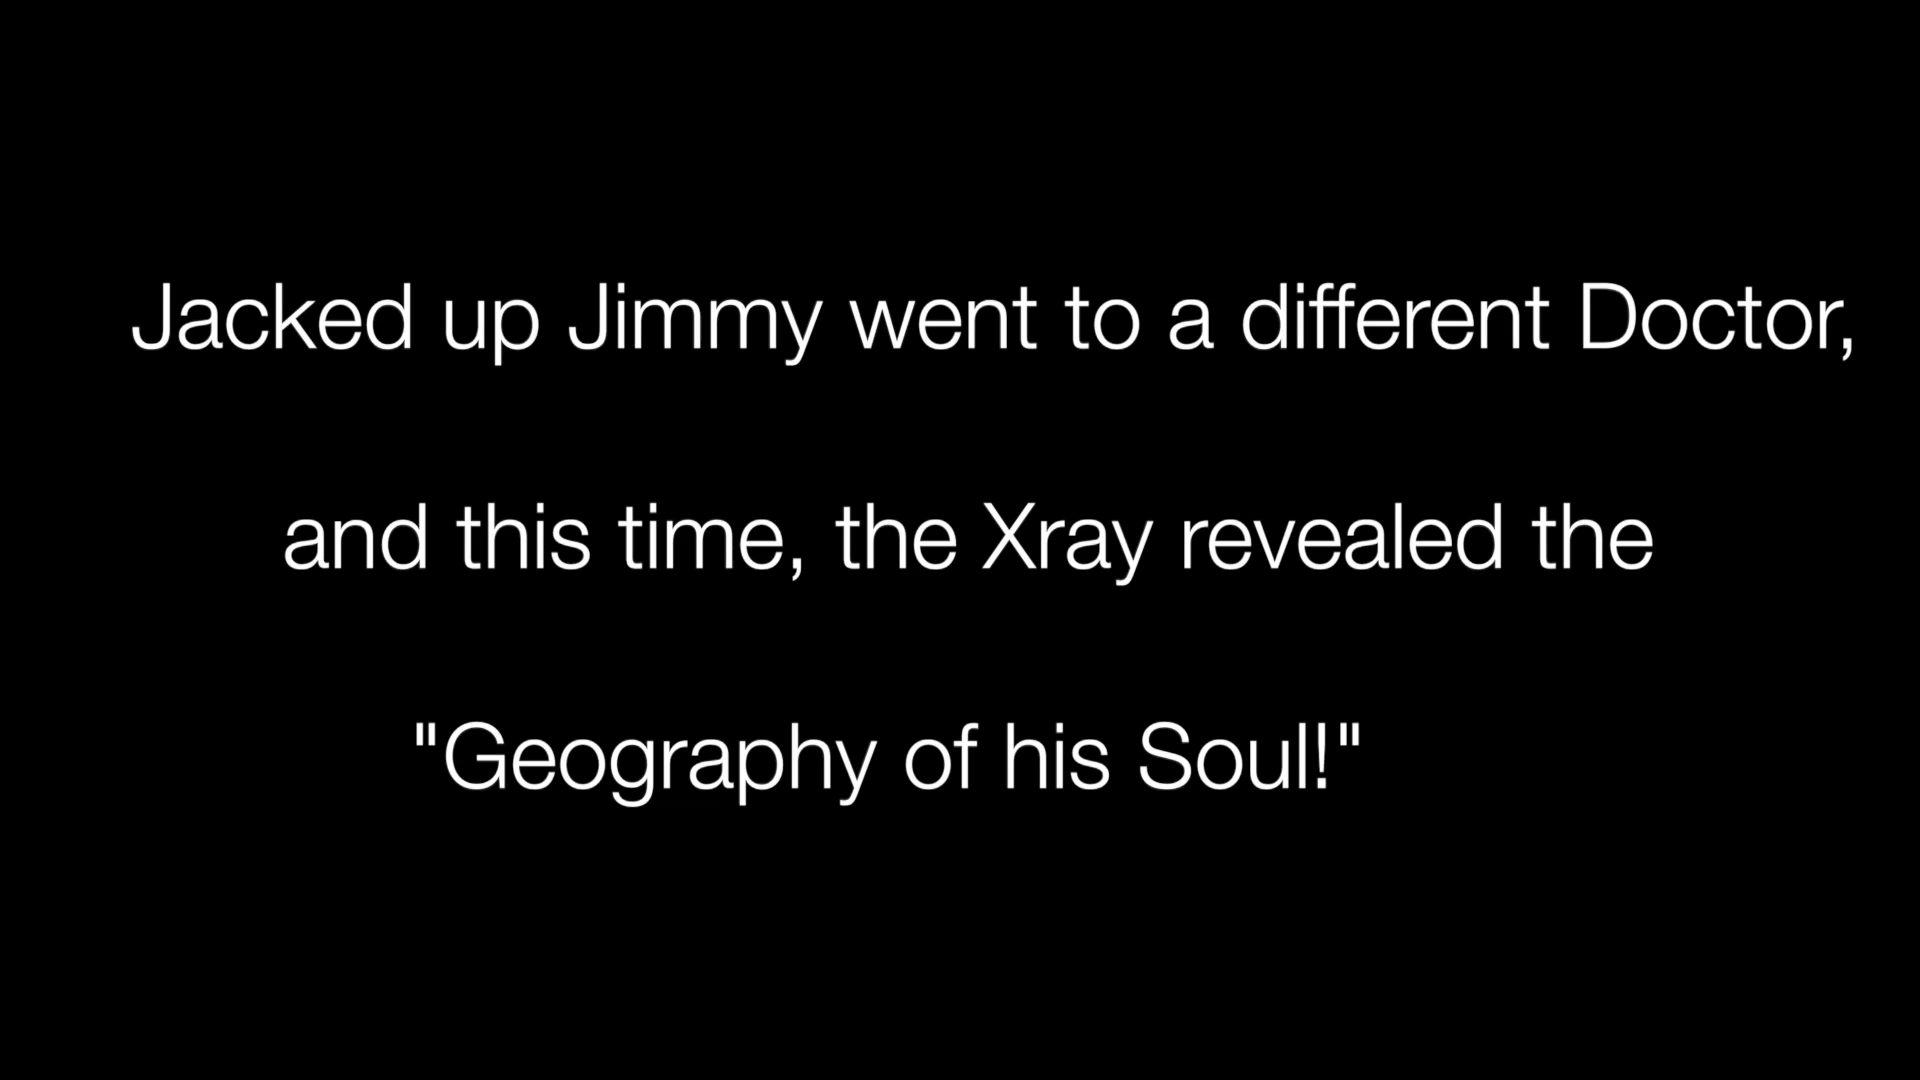 Jacked up Jimmy went to a different Doctor,
and this time, the Xray revealed the
"Geography of his Soul!"